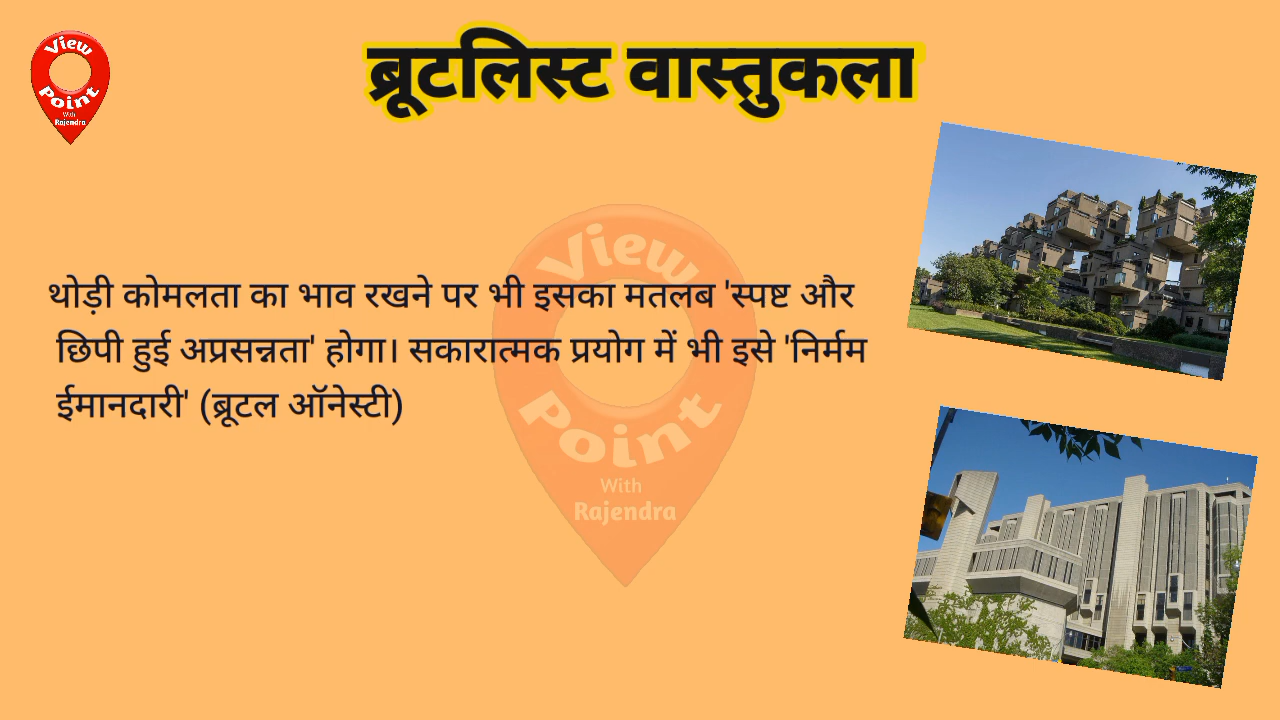 View
Point
With
Rajendra
ब्रूटलिस्ट वास्तुकला
थोड़ी कोमलता का भाव रखने पर भी इसका मतलब 'स्पष्ट और
छिपी हुई अप्रसन्नता' होगा। सकारात्मक प्रयोग में भी इसे 'निर्मम
ईमानदारी' (ब्रूटल ऑनेस्टी)
View
Point
With
Rajendra